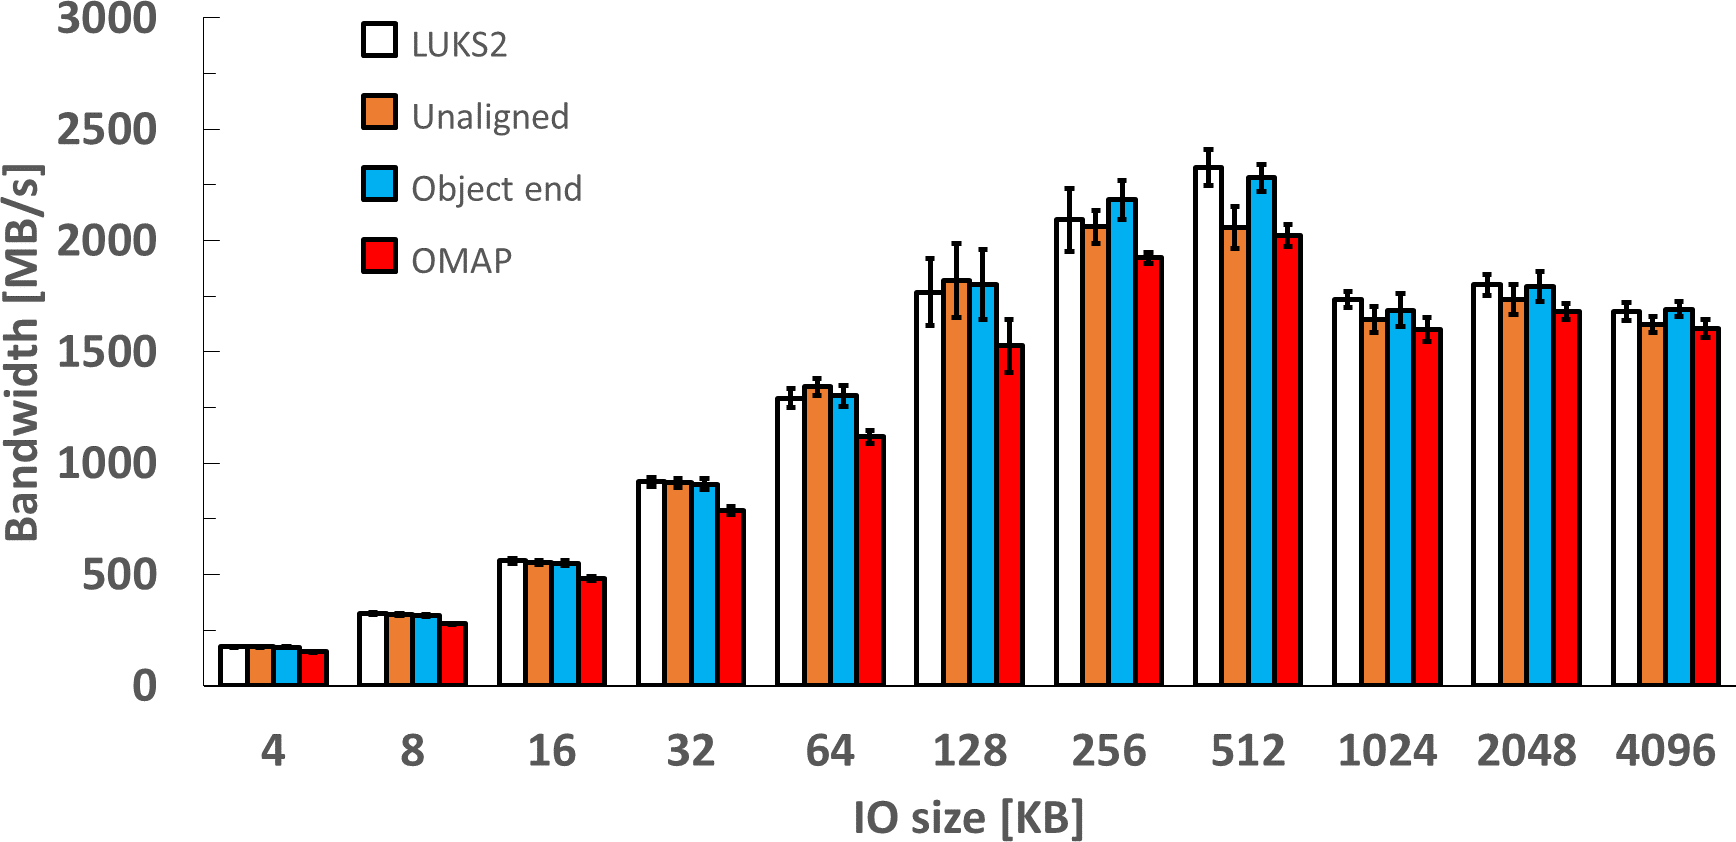 3000
2500
2000
1500
1000
500
0
Bandwidth [MB/s]
LUKS2
Unaligned
Object end
OMAP
4 8 16 32 64 128 256 512 1024 2048 4096
IO size [KB]